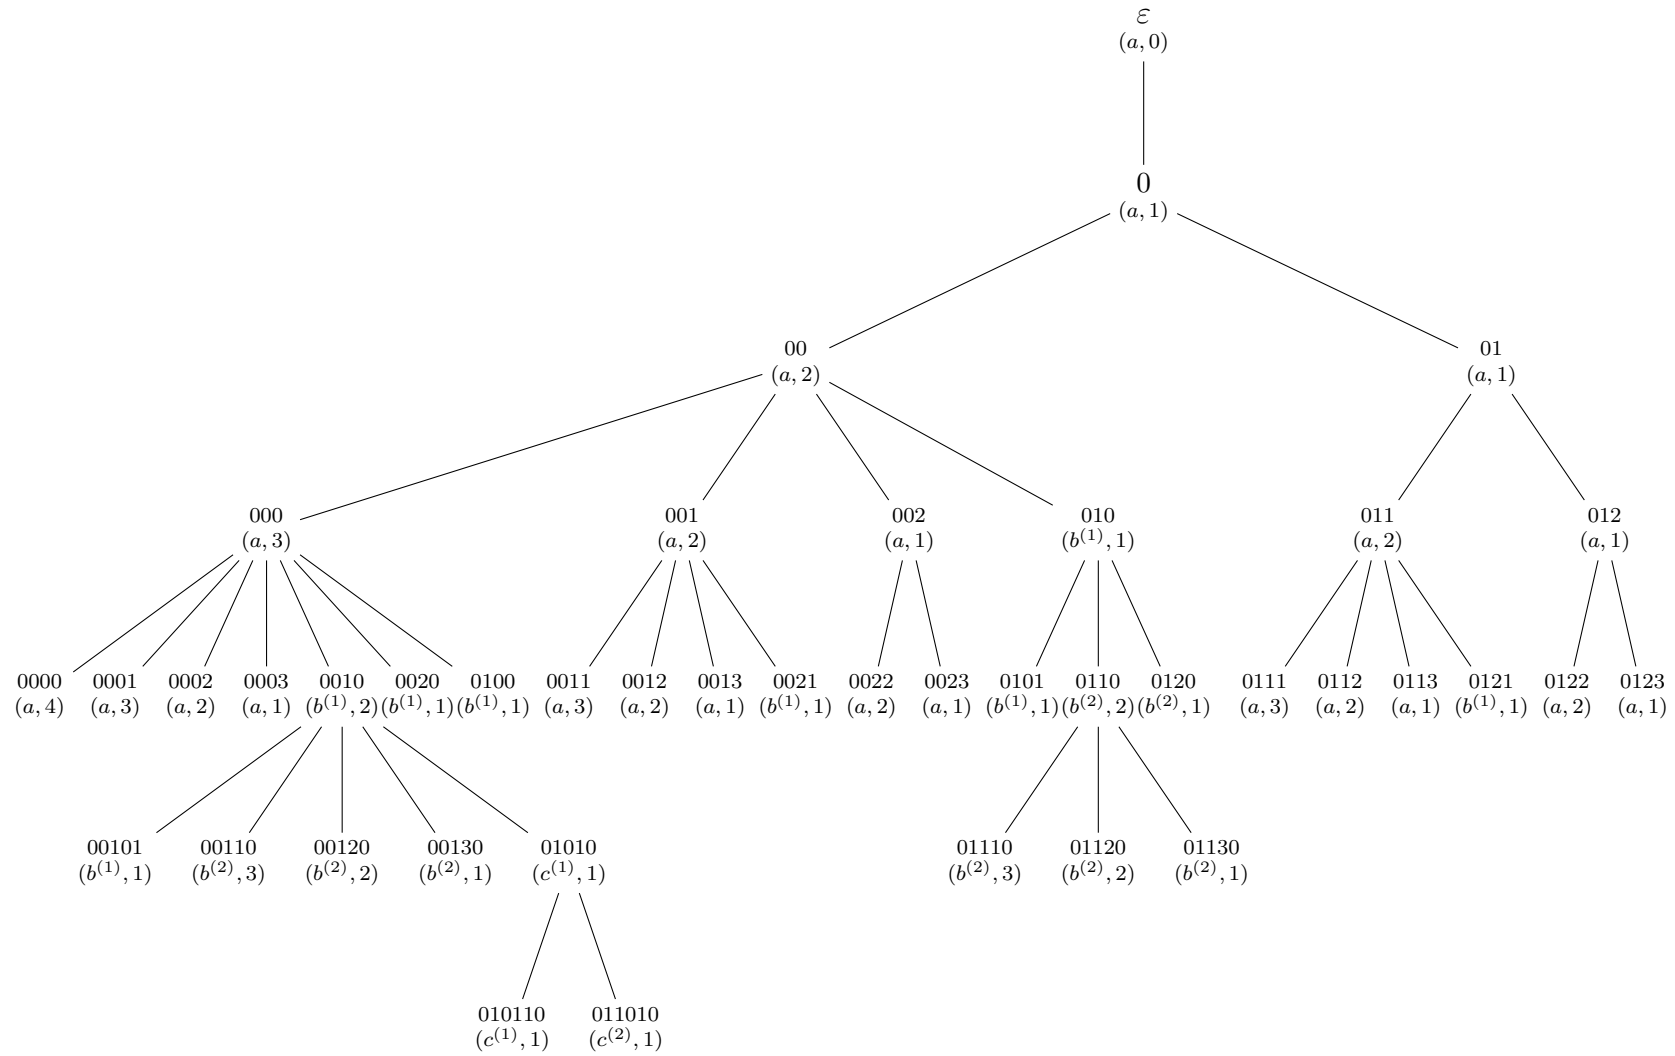 ε
(a, 0)
0
(a, 1)
00 01
(a, 2) (a, 1)
000 001 002 010 011 012
(a, 3) (a, 2) (a, 1) (b⁽¹⁾, 1) (a, 2) (a, 1)
0000 0001 0002 0003 0010 0020 0100 0011 0012 0013 0021 0022 0023 0101 0110 0120 0111 0112 0113 0121 0122 0123
(a, 4) (a, 3) (a, 2) (a, 1) (b⁽¹⁾, 2) (b⁽¹⁾, 1) (b⁽¹⁾, 1) (a, 3) (a, 2) (a, 1) (b⁽¹⁾, 1) (a, 2) (a, 1) (b⁽¹⁾, 1) (b⁽²⁾, 2) (b⁽²⁾, 1) (a, 3) (a, 2) (a, 1) (b⁽¹⁾, 1) (a, 2) (a, 1)
00101 00110 00120 00130 01010 01110 01120 01130
(b⁽¹⁾, 1) (b⁽²⁾, 3) (b⁽²⁾, 2) (b⁽²⁾, 1) (c⁽¹⁾, 1) (b⁽²⁾, 3) (b⁽²⁾, 2) (b⁽²⁾, 1)
010110 011010
(c⁽¹⁾, 1) (c⁽²⁾, 1)